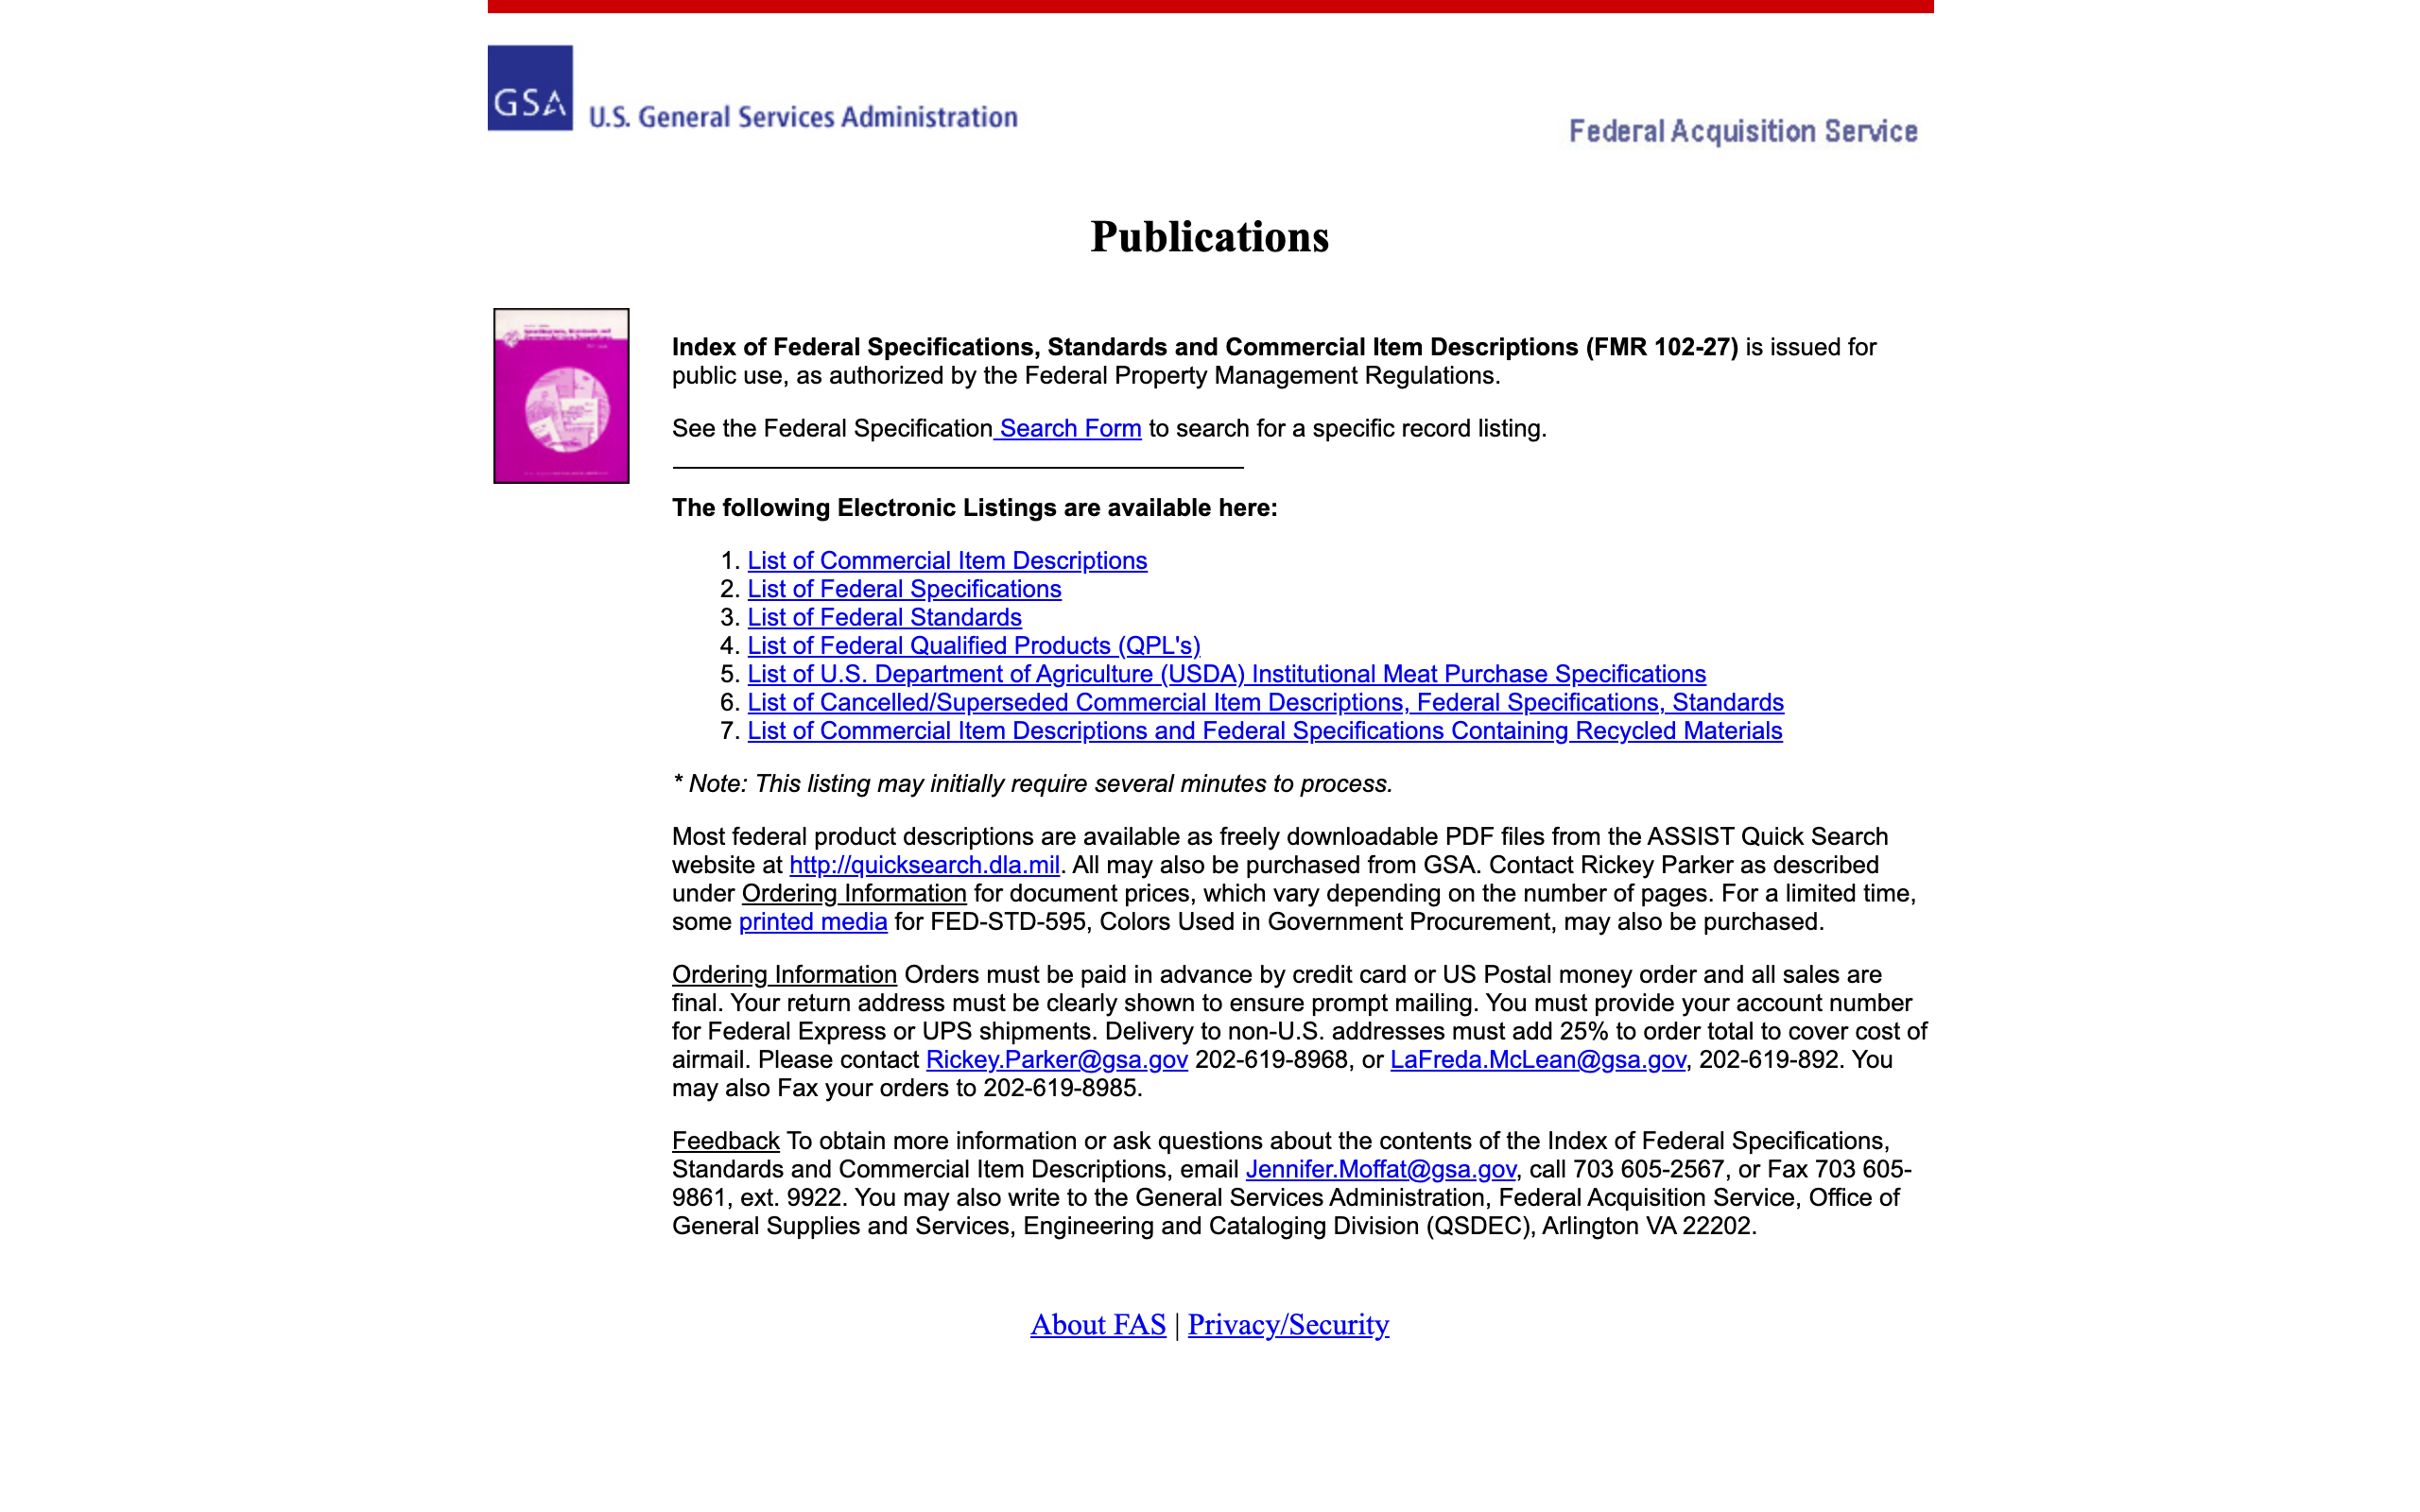 GSA
U.S. General Services Administration
Federal Acquisition Service
Publications
Index of Federal Specifications, Standards and Commercial Item Descriptions (FMR 102-27) is issued for
public use, as authorized by the Federal Property Management Regulations.
See the Federal Specification Search Form to search for a specific record listing.
The following Electronic Listings are available here:
1. List of Commercial Item Descriptions
2. List of Federal Specifications
3. List of Federal Standards
4. List of Federal Qualified Products (QPL's)
5. List of U.S. Department of Agriculture (USDA) Institutional Meat Purchase Specifications
6. List of Cancelled/Superseded Commercial Item Descriptions, Federal Specifications, Standards
7. List of Commercial Item Descriptions and Federal Specifications Containing Recycled Materials
* Note: This listing may initially require several minutes to process.
Most federal product descriptions are available as freely downloadable PDF files from the ASSIST Quick Search
website at http://quicksearch.dla.mil. All may also be purchased from GSA. Contact Rickey Parker as described
under Ordering Information for document prices, which vary depending on the number of pages. For a limited time,
some printed media for FED-STD-595, Colors Used in Government Procurement, may also be purchased.
Ordering Information Orders must be paid in advance by credit card or US Postal money order and all sales are
final. Your return address must be clearly shown to ensure prompt mailing. You must provide your account number
for Federal Express or UPS shipments. Delivery to non-U.S. addresses must add 25% to order total to cover cost of
airmail. Please contact Rickey.Parker@gsa.gov 202-619-8968, or LaFreda.McLean@gsa.gov, 202-619-892. You
may also Fax your orders to 202-619-8985.
Feedback To obtain more information or ask questions about the contents of the Index of Federal Specifications,
Standards and Commercial Item Descriptions, email Jennifer.Moffat@gsa.gov, call 703 605-2567, or Fax 703 605-
9861, ext. 9922. You may also write to the General Services Administration, Federal Acquisition Service, Office of
General Supplies and Services, Engineering and Cataloging Division (QSDEC), Arlington VA 22202.
About FAS | Privacy/Security